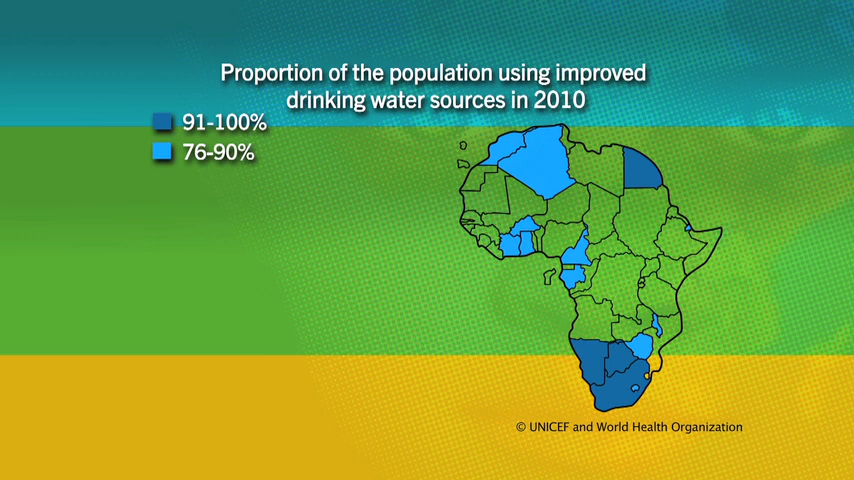 Proportion of the population using improved
drinking water sources in 2010
91-100%
76-90%
© UNICEF and World Health Organization